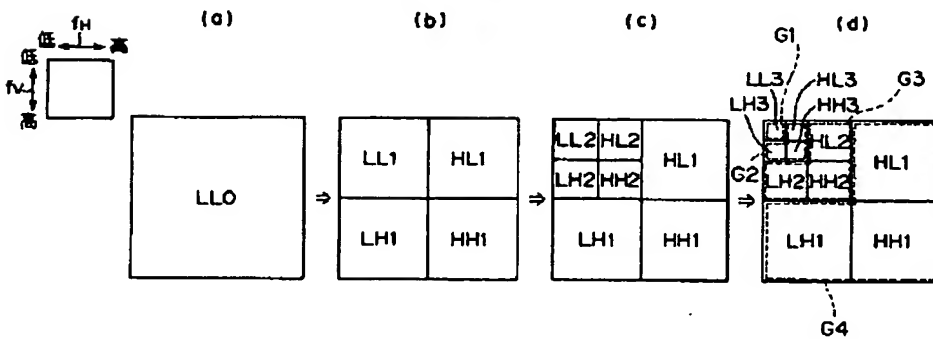 (a) (b) (c) (d)
fH
低 高
低
fV
高
G1
LL3 HL3 G3
LH3 HH3
LL0
LL1 HL1
LH1 HH1
LL2 HL2
LH2 HH2
HL1
LH1 HH1
HL2
G2
LH2 HH2
HL1
LH1 HH1
G4
⇒ ⇒ ⇒